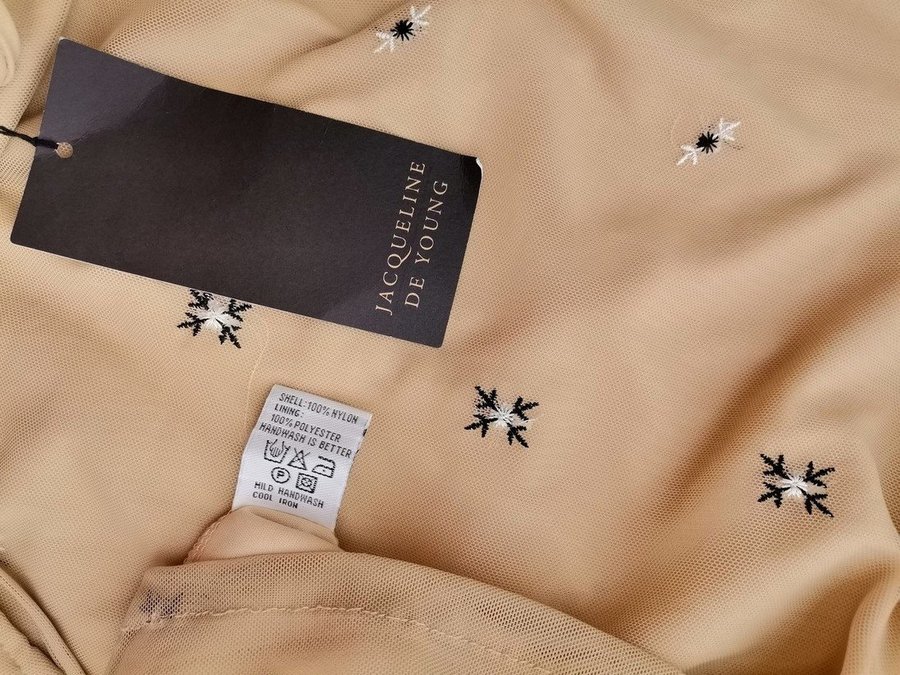 JACQUELINE
DE YOUNG
SHELL:100% NYLON
LINING:
100% POLYESTER
HANDWASH IS BETTER
P
MILD HANDWASH
COOL IRON